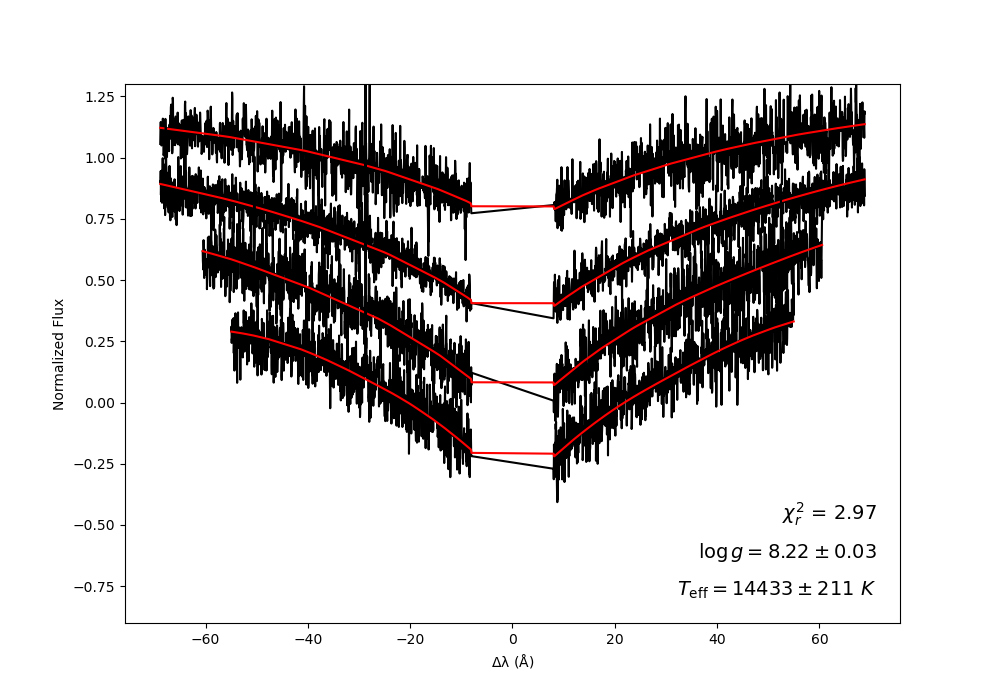 1.25
1.00
0.75
0.50
0.25
0.00
−0.25
−0.50
−0.75
Normalized Flux
χ²ᵣ = 2.97
log g = 8.22 ± 0.03
T_eff = 14433 ± 211 K
−60 −40 −20 0 20 40 60
Δλ (Å)